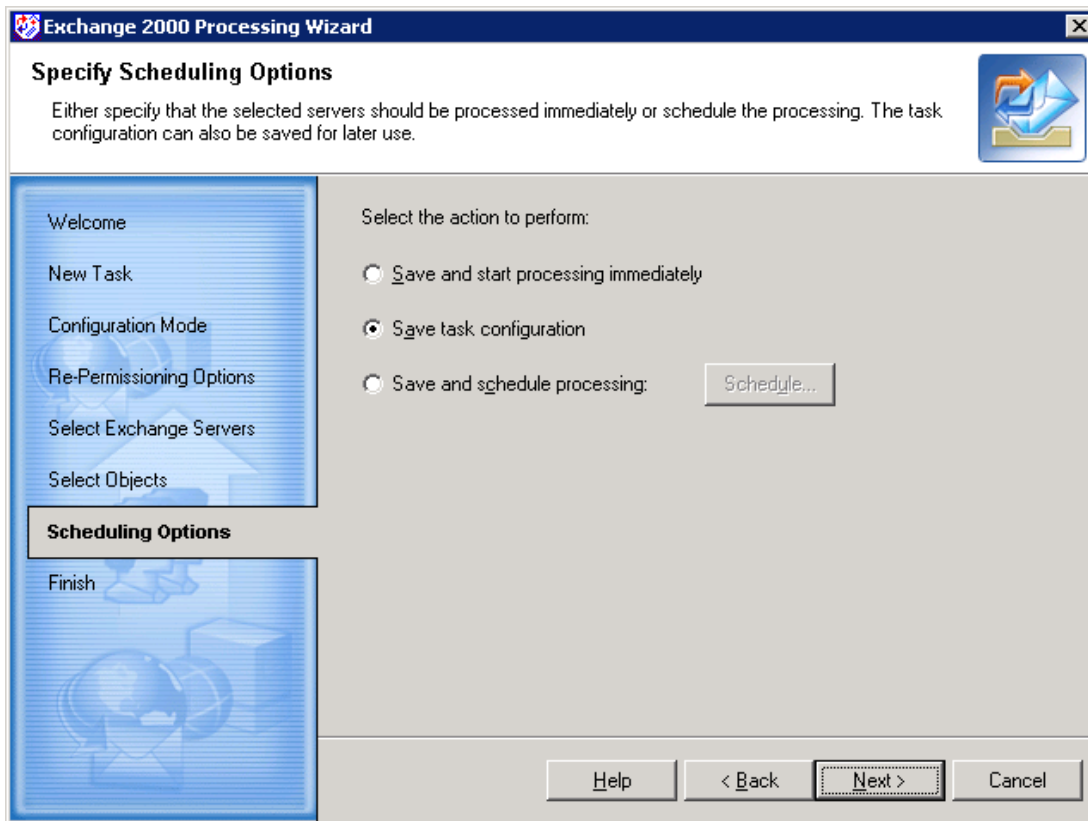 Exchange 2000 Processing Wizard
Specify Scheduling Options
Either specify that the selected servers should be processed immediately or schedule the processing. The task
configuration can also be saved for later use.
Welcome
New Task
Configuration Mode
Re-Permissioning Options
Select Exchange Servers
Select Objects
Scheduling Options
Finish
Select the action to perform:
Save and start processing immediately
Save task configuration
Save and schedule processing:
Schedule...
Help
< Back
Next >
Cancel